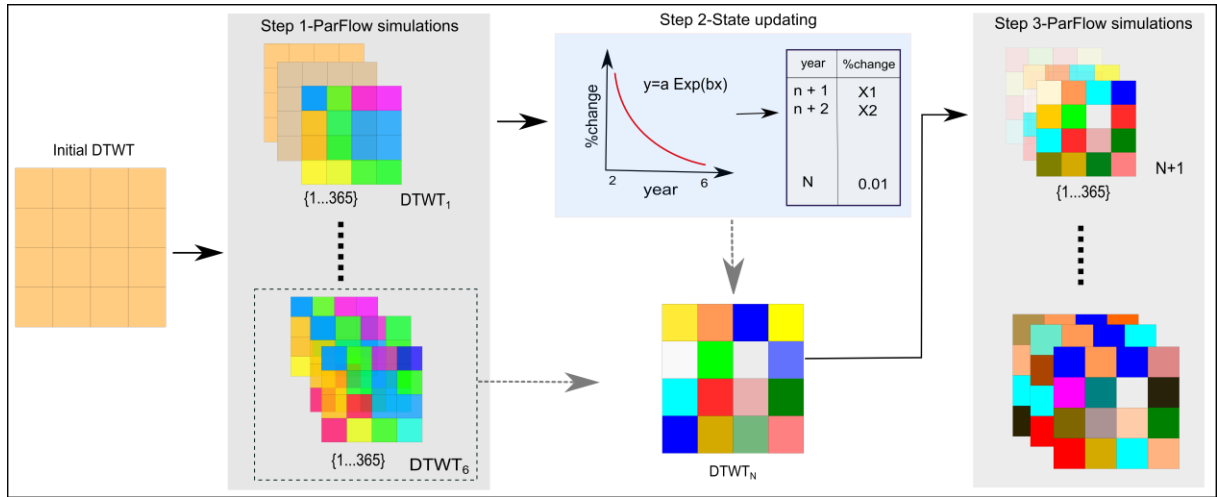 Initial DTWT
Step 1-ParFlow simulations
{1...365}
DTWT1
{1...365}
DTWT6
Step 2-State updating
%change
y=a Exp(bx)
2
year
6
year %change
n + 1 X1
n + 2 X2
N 0.01
DTWTN
Step 3-ParFlow simulations
{1...365}
N+1